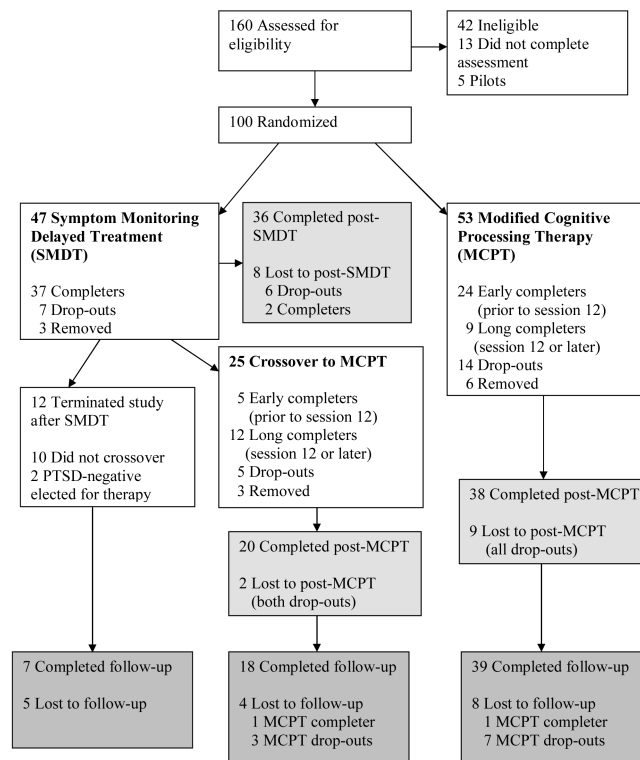 160 Assessed for
eligibility
42 Ineligible
13 Did not complete
assessment
5 Pilots
100 Randomized
47 Symptom Monitoring
Delayed Treatment
(SMDT)
37 Completers
7 Drop-outs
3 Removed
36 Completed post-
SMDT
8 Lost to post-SMDT
6 Drop-outs
2 Completers
53 Modified Cognitive
Processing Therapy
(MCPT)
24 Early completers
(prior to session 12)
9 Long completers
(session 12 or later)
14 Drop-outs
6 Removed
12 Terminated study
after SMDT
10 Did not crossover
2 PTSD-negative
elected for therapy
25 Crossover to MCPT
5 Early completers
(prior to session 12)
12 Long completers
(session 12 or later)
5 Drop-outs
3 Removed
38 Completed post-MCPT
9 Lost to post-MCPT
(all drop-outs)
20 Completed post-MCPT
2 Lost to post-MCPT
(both drop-outs)
7 Completed follow-up
5 Lost to follow-up
18 Completed follow-up
4 Lost to follow-up
1 MCPT completer
3 MCPT drop-outs
39 Completed follow-up
8 Lost to follow-up
1 MCPT completer
7 MCPT drop-outs